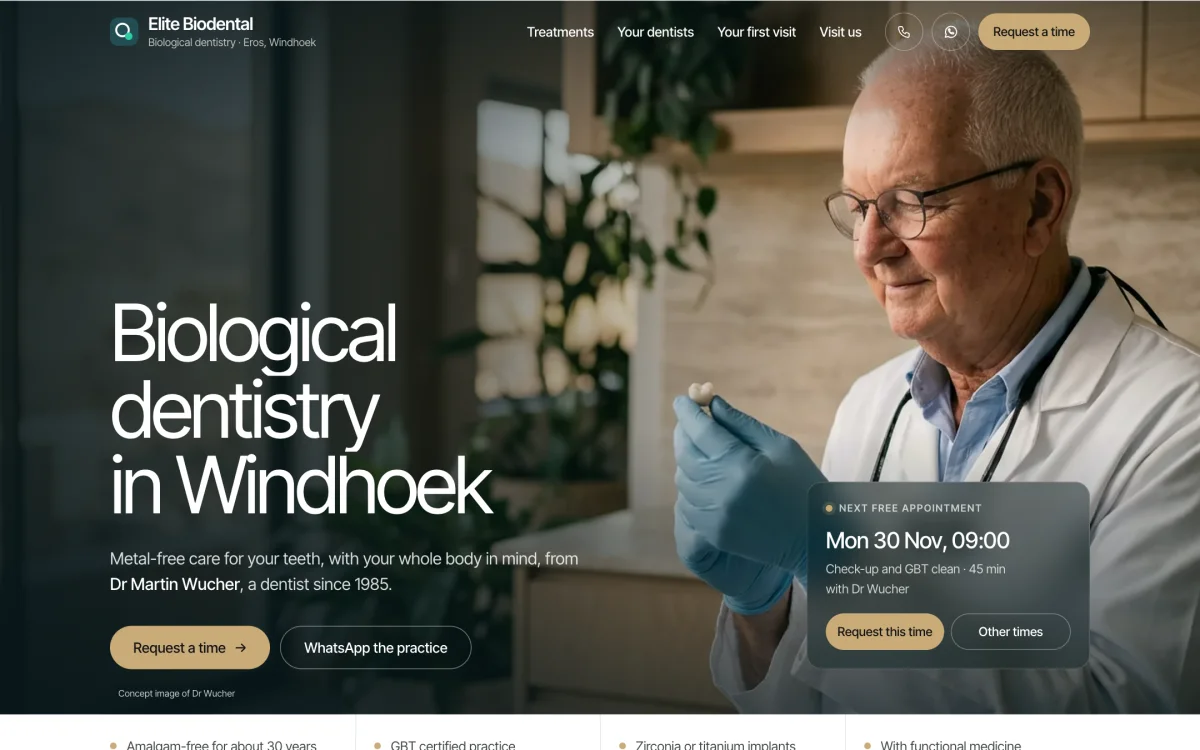 Elite Biodental
Biological dentistry · Eros, Windhoek
Treatments
Your dentists
Your first visit
Visit us
Request a time
Biological
dentistry
in Windhoek
Metal-free care for your teeth, with your whole body in mind, from
Dr Martin Wucher, a dentist since 1985.
Request a time →
WhatsApp the practice
Concept image of Dr Wucher
NEXT FREE APPOINTMENT
Mon 30 Nov, 09:00
Check-up and GBT clean · 45 min
with Dr Wucher
Request this time
Other times
Amalgam-free for about 30 years
GBT certified practice
Zirconia or titanium implants
With functional medicine